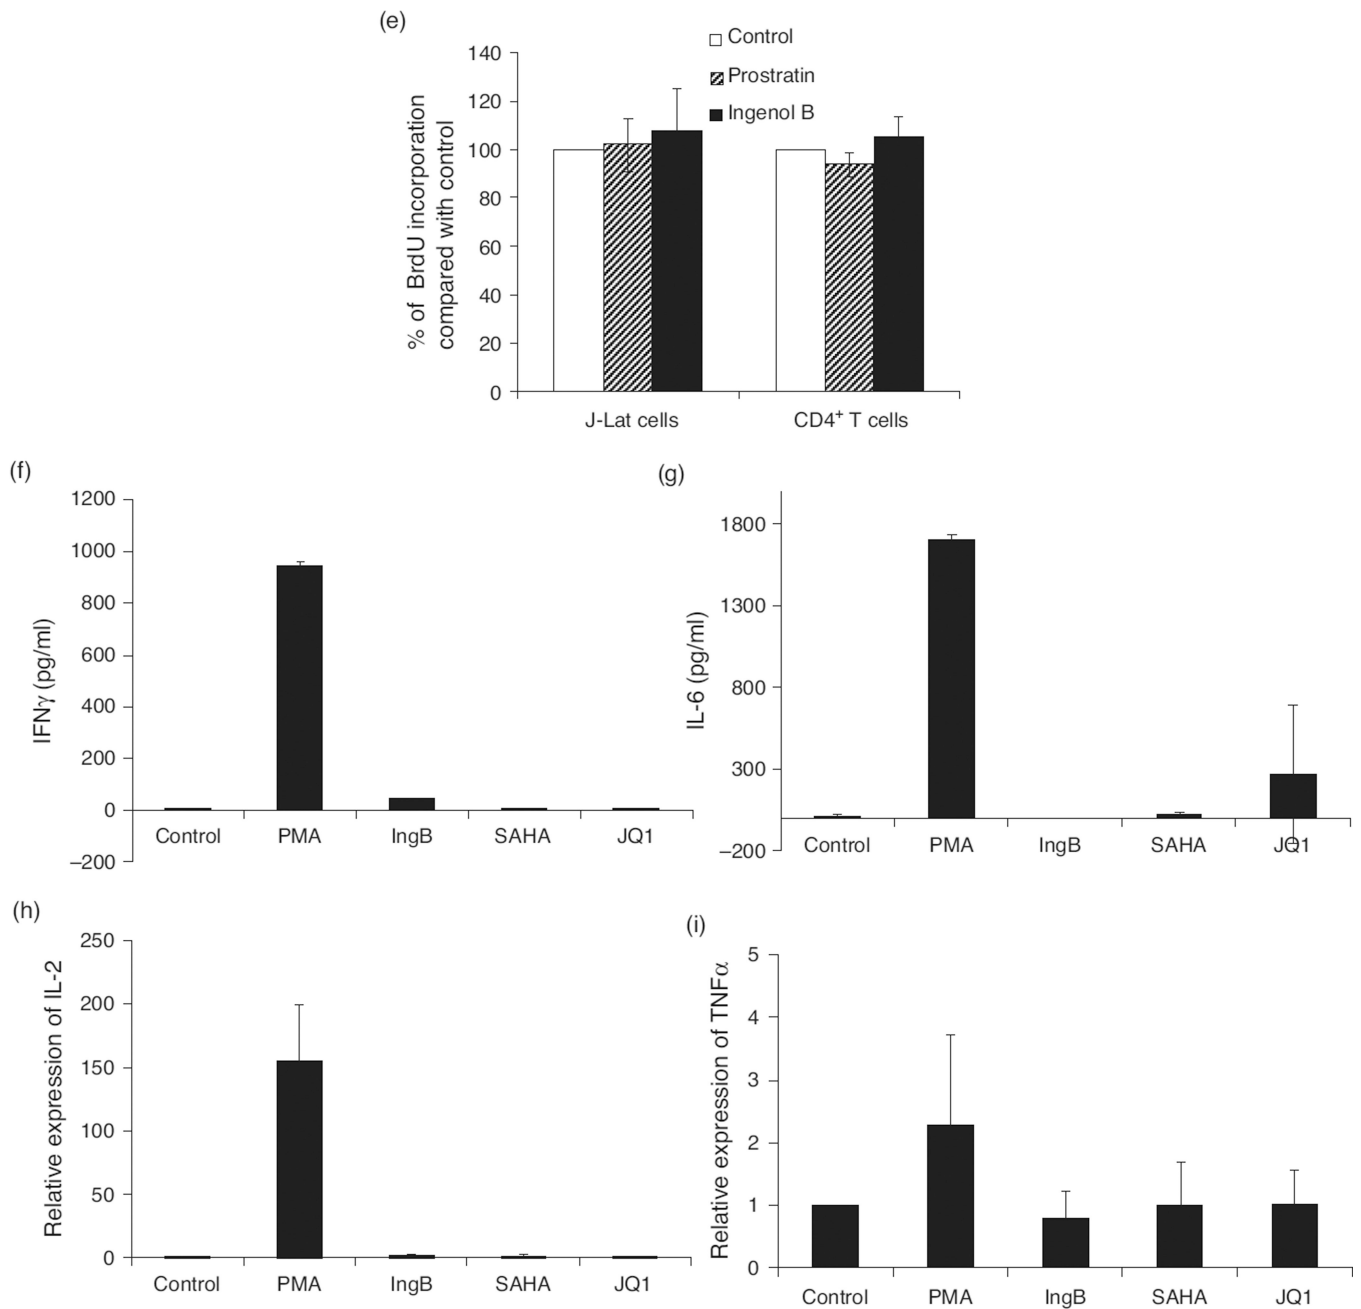 (e)
Control
Prostratin
Ingenol B
% of BrdU incorporation
compared with control
140
120
100
80
60
40
20
0
J-Lat cells
CD4⁺ T cells
(f)
IFNγ (pg/ml)
1200
1000
800
600
400
200
0
–200
Control
PMA
IngB
SAHA
JQ1
(g)
IL-6 (pg/ml)
1800
1300
800
300
–200
Control
PMA
IngB
SAHA
JQ1
(h)
Relative expression of IL-2
250
200
150
100
50
0
Control
PMA
IngB
SAHA
JQ1
(i)
Relative expression of TNFα
5
4
3
2
1
0
Control
PMA
IngB
SAHA
JQ1